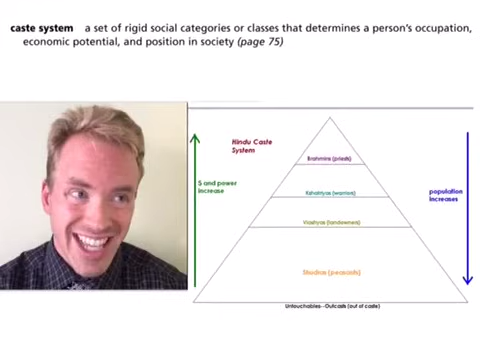 caste system a set of rigid social categories or classes that determines a person's occupation,
economic potential, and position in society (page 75)
Hindu Caste
System
Brahmins (priests)
$ and power
increase
Kshatriyas (warriors)
population
increases
Vaishyas (landowners)
Shudras (peasants)
Untouchables--Outcasts (out of caste)